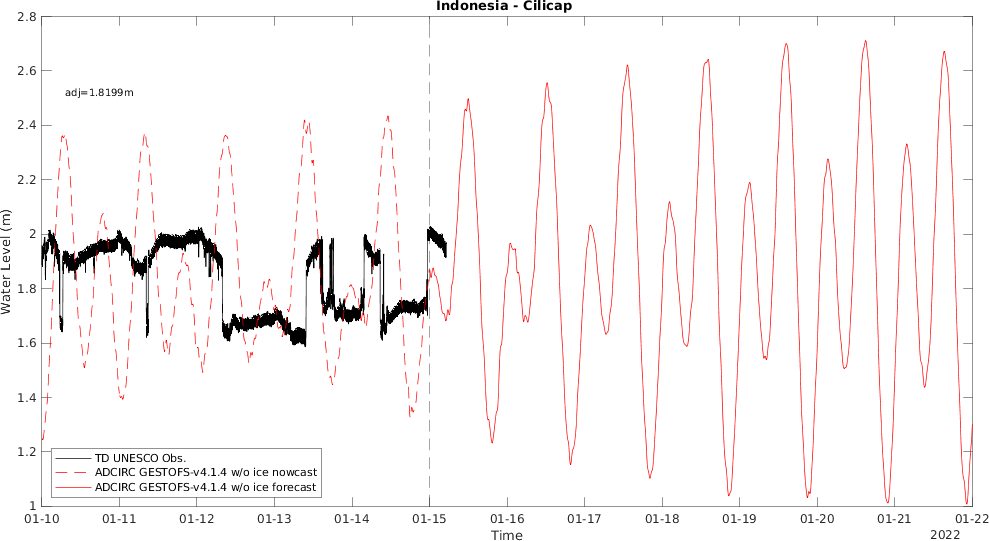 Indonesia - Cilicap
2.8
2.6
adj=1.8199m
2.4
2.2
2
1.8
1.6
1.4
1.2
1
Water Level (m)
TD UNESCO Obs.
ADCIRC GESTOFS-v4.1.4 w/o ice nowcast
ADCIRC GESTOFS-v4.1.4 w/o ice forecast
01-10 01-11 01-12 01-13 01-14 01-15 01-16 01-17 01-18 01-19 01-20 01-21 01-22
Time
2022